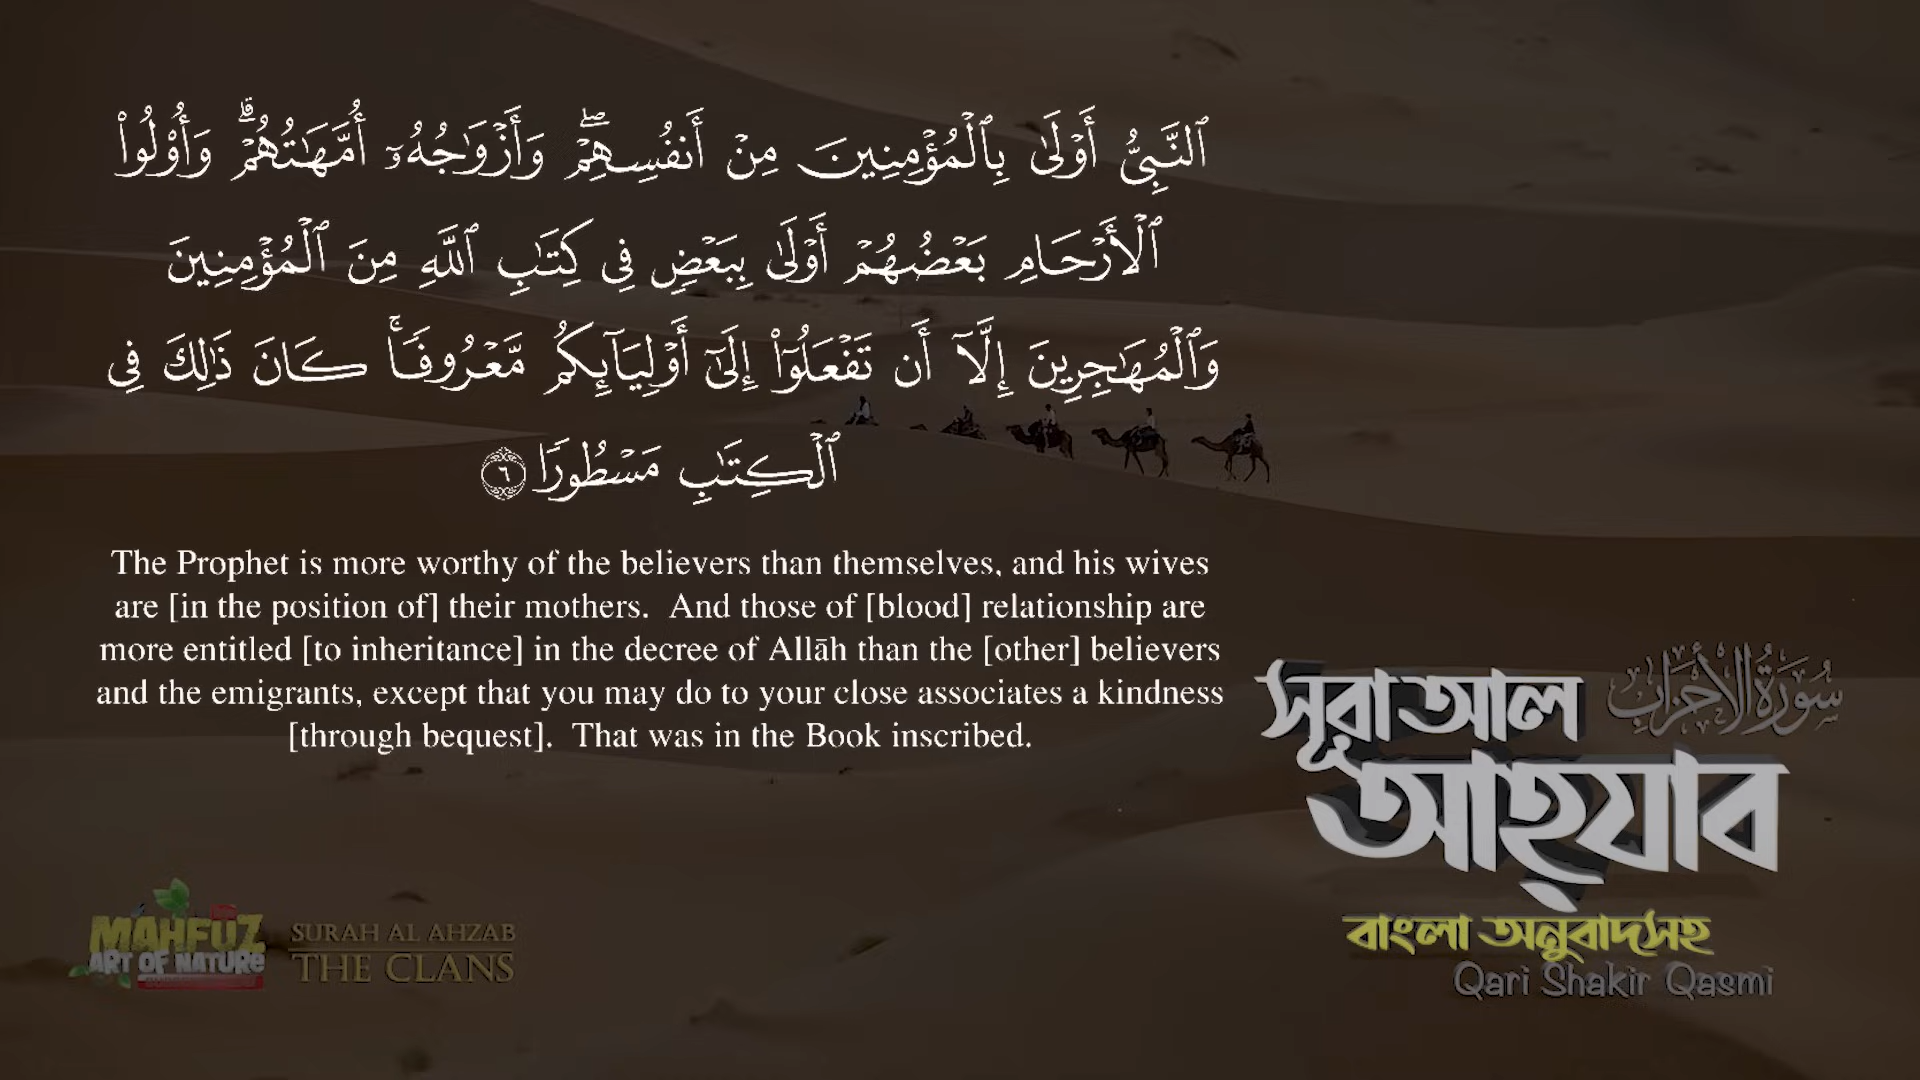 ٱلنَّبِىُّ أَوْلَىٰ بِٱلْمُؤْمِنِينَ مِنْ أَنفُسِهِمْ ۖ وَأَزْوَٰجُهُۥٓ أُمَّهَـٰتُهُمْ ۗ وَأُو۟لُوا۟
ٱلْأَرْحَامِ بَعْضُهُمْ أَوْلَىٰ بِبَعْضٍ فِى كِتَـٰبِ ٱللَّهِ مِنَ ٱلْمُؤْمِنِينَ
وَٱلْمُهَـٰجِرِينَ إِلَّآ أَن تَفْعَلُوٓا۟ إِلَىٰٓ أَوْلِيَآئِكُم مَّعْرُوفًا ۚ كَانَ ذَٰلِكَ فِى
ٱلْكِتَـٰبِ مَسْطُورًا ٦
The Prophet is more worthy of the believers than themselves, and his wives
are [in the position of] their mothers. And those of [blood] relationship are
more entitled [to inheritance] in the decree of Allāh than the [other] believers
and the emigrants, except that you may do to your close associates a kindness
[through bequest]. That was in the Book inscribed.
سُورَةُ الْأَحْزَاب
সূরা আল
আহ্যাব
বাংলা অনুবাদসহ
Qari Shakir Qasmi
MAHFUZ
ART OF NATURE
SURAH AL AHZAB
THE CLANS